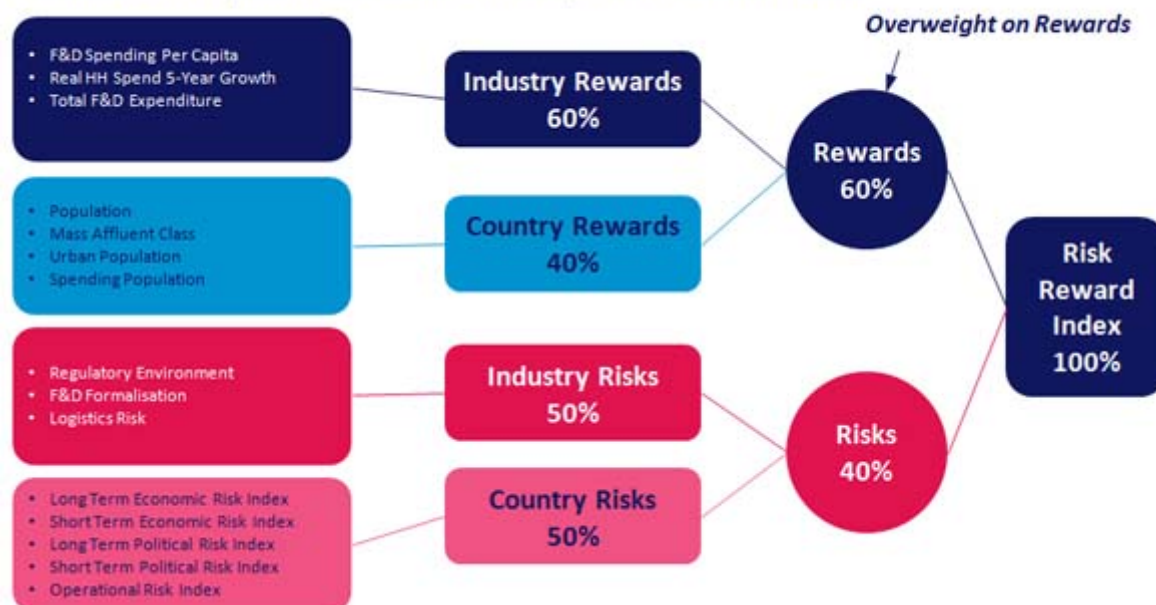 Overweight on Rewards
• F&D Spending Per Capita
• Real HH Spend 5-Year Growth
• Total F&D Expenditure
Industry Rewards
60%
Rewards
60%
• Population
• Mass Affluent Class
• Urban Population
• Spending Population
Country Rewards
40%
Risk
Reward
Index
100%
• Regulatory Environment
• F&D Formalisation
• Logistics Risk
Industry Risks
50%
Risks
40%
• Long Term Economic Risk Index
• Short Term Economic Risk Index
• Long Term Political Risk Index
• Short Term Political Risk Index
• Operational Risk Index
Country Risks
50%